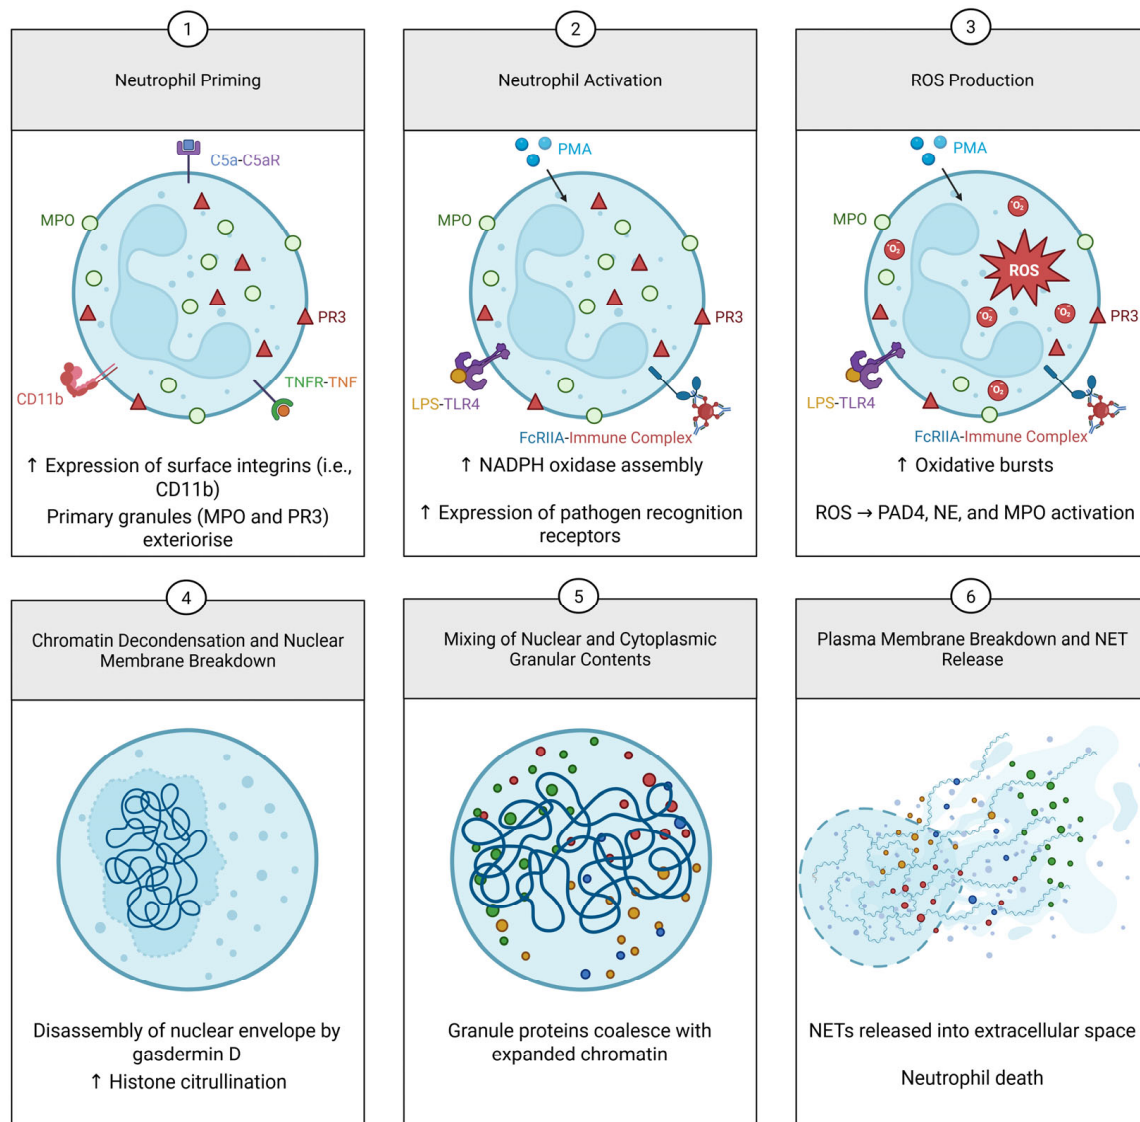 1
Neutrophil Priming
C5a-C5aR
MPO
PR3
CD11b
TNFR-TNF
↑ Expression of surface integrins (i.e.,
CD11b)
Primary granules (MPO and PR3)
exteriorise
2
Neutrophil Activation
PMA
MPO
PR3
LPS-TLR4
FcRIIA-Immune Complex
↑ NADPH oxidase assembly
↑ Expression of pathogen recognition
receptors
3
ROS Production
PMA
MPO
•O₂
•O₂
ROS
•O₂
•O₂
PR3
•O₂
LPS-TLR4
FcRIIA-Immune Complex
↑ Oxidative bursts
ROS → PAD4, NE, and MPO activation
4
Chromatin Decondensation and Nuclear
Membrane Breakdown
Disassembly of nuclear envelope by
gasdermin D
↑ Histone citrullination
5
Mixing of Nuclear and Cytoplasmic
Granular Contents
Granule proteins coalesce with
expanded chromatin
6
Plasma Membrane Breakdown and NET
Release
NETs released into extracellular space
Neutrophil death